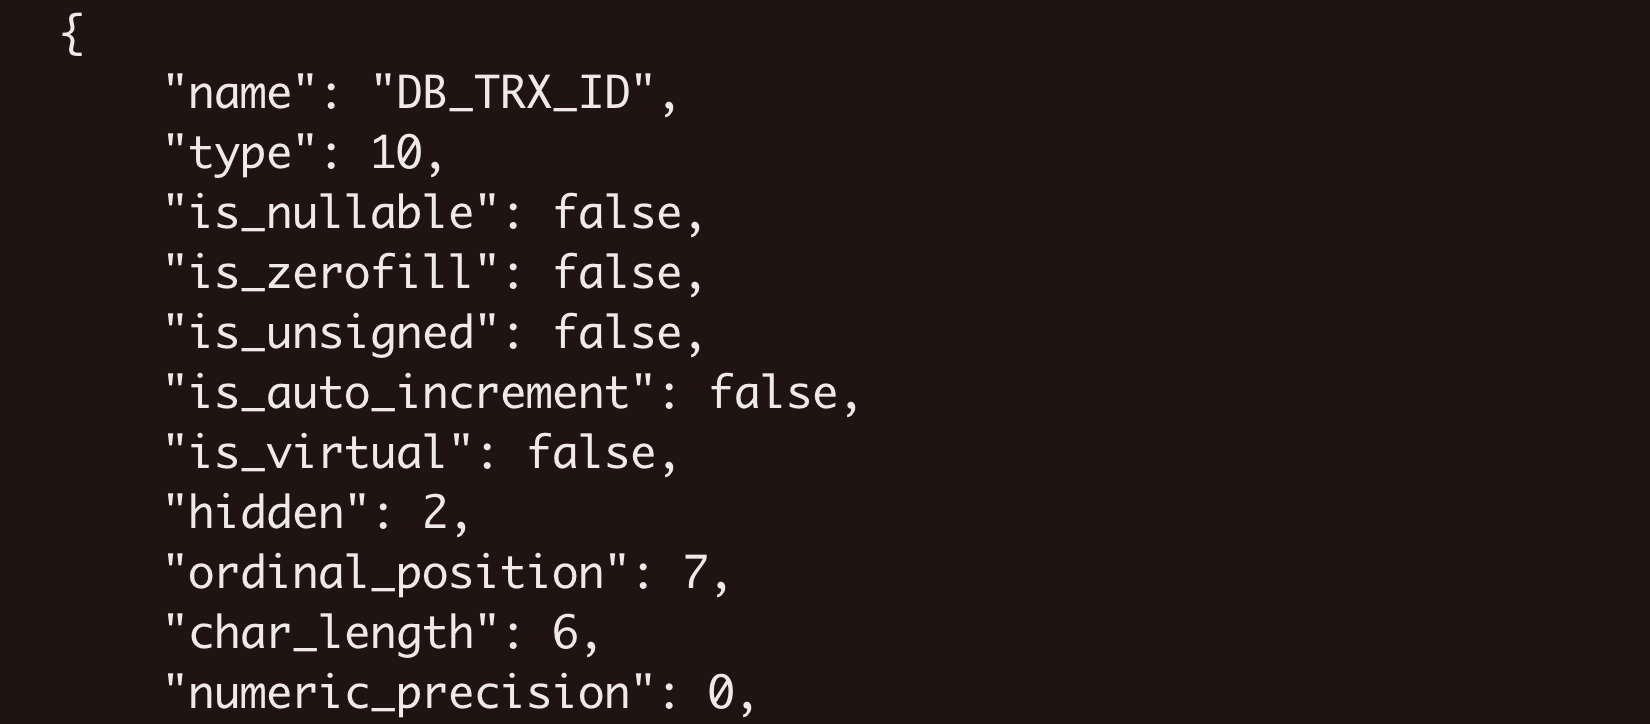 {
"name": "DB_TRX_ID",
"type": 10,
"is_nullable": false,
"is_zerofill": false,
"is_unsigned": false,
"is_auto_increment": false,
"is_virtual": false,
"hidden": 2,
"ordinal_position": 7,
"char_length": 6,
"numeric_precision": 0,